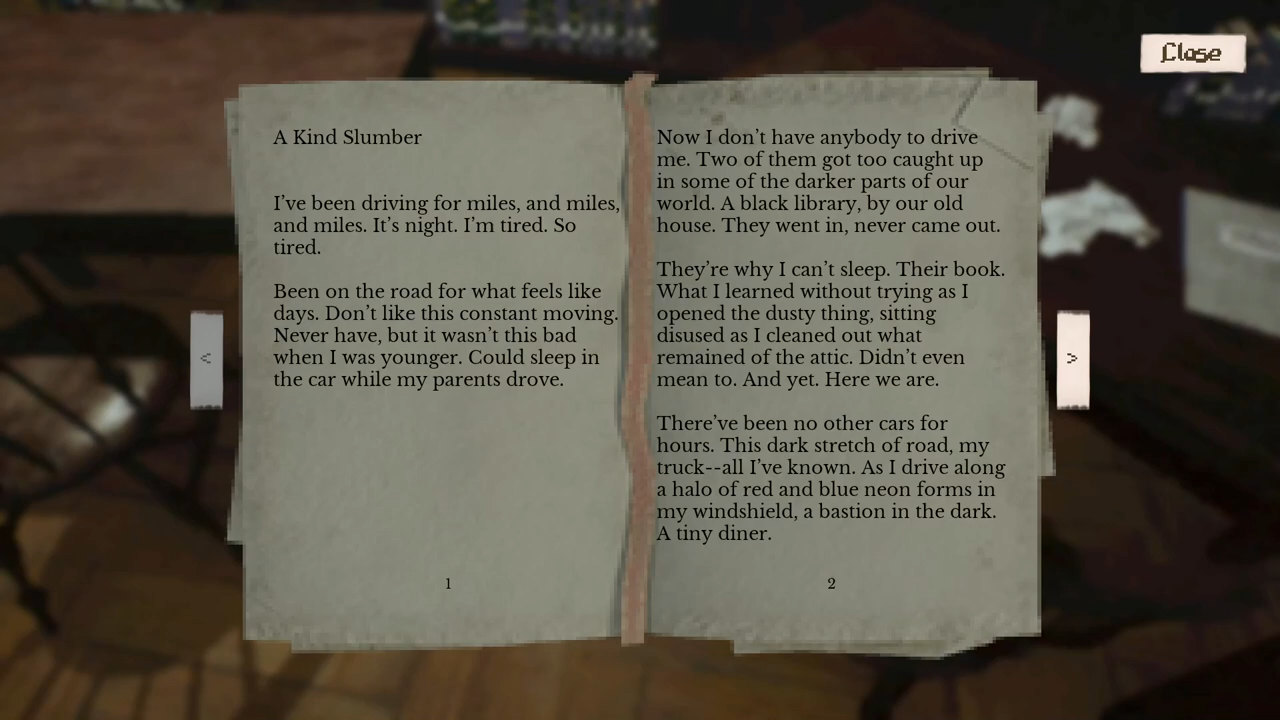 Close
A Kind Slumber
I’ve been driving for miles, and miles,
and miles. It’s night. I’m tired. So
tired.
Been on the road for what feels like
days. Don’t like this constant moving.
Never have, but it wasn’t this bad
when I was younger. Could sleep in
the car while my parents drove.
1
Now I don’t have anybody to drive
me. Two of them got too caught up
in some of the darker parts of our
world. A black library, by our old
house. They went in, never came out.
They’re why I can’t sleep. Their book.
What I learned without trying as I
opened the dusty thing, sitting
disused as I cleaned out what
remained of the attic. Didn’t even
mean to. And yet. Here we are.
There’ve been no other cars for
hours. This dark stretch of road, my
truck--all I’ve known. As I drive along
a halo of red and blue neon forms in
my windshield, a bastion in the dark.
A tiny diner.
2
<
>